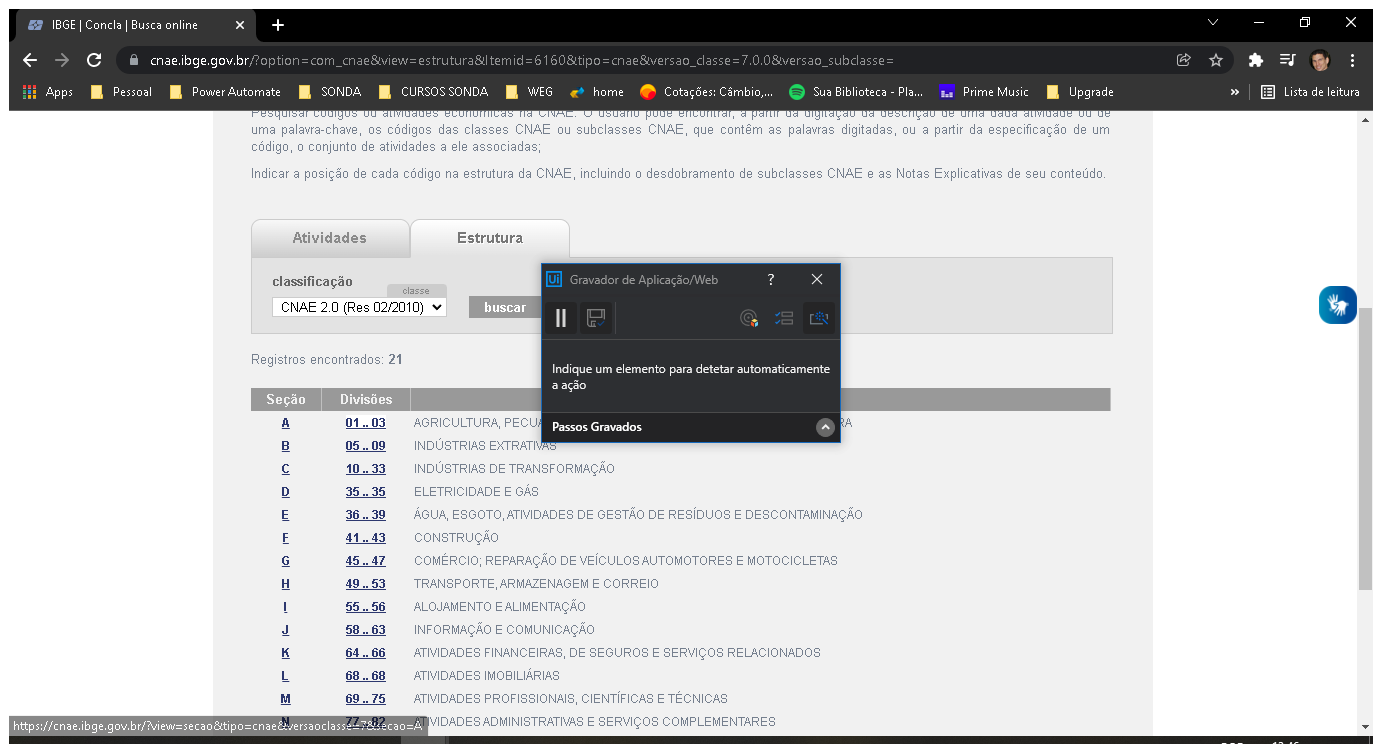 IBGE | Concla | Busca online
cnae.ibge.gov.br/?option=com_cnae&view=estrutura&Itemid=6160&tipo=cnae&versao_classe=7.0.0&versao_subclasse=
Apps Pessoal Power Automate SONDA CURSOS SONDA WEG home Cotações: Câmbio,... Sua Biblioteca - Pla... Prime Music Upgrade » Lista de leitura
Pesquisar códigos ou atividades econômicas na CNAE. O usuário pode encontrar, a partir da digitação da descrição de uma dada atividade ou de
uma palavra-chave, os códigos das classes CNAE ou subclasses CNAE, que contêm as palavras digitadas, ou a partir da especificação de um
código, o conjunto de atividades a ele associadas;
Indicar a posição de cada código na estrutura da CNAE, incluindo o desdobramento de subclasses CNAE e as Notas Explicativas de seu conteúdo.
Atividades Estrutura
classificação
classe
CNAE 2.0 (Res 02/2010) buscar
Ui Gravador de Aplicação/Web ?
Indique um elemento para detetar automaticamente
a ação
Passos Gravados
Registros encontrados: 21
Seção Divisões
A 01 .. 03 AGRICULTURA, PECUA RA
B 05 .. 09 INDÚSTRIAS EXTRATIVAS
C 10 .. 33 INDÚSTRIAS DE TRANSFORMAÇÃO
D 35 .. 35 ELETRICIDADE E GÁS
E 36 .. 39 ÁGUA, ESGOTO, ATIVIDADES DE GESTÃO DE RESÍDUOS E DESCONTAMINAÇÃO
F 41 .. 43 CONSTRUÇÃO
G 45 .. 47 COMÉRCIO; REPARAÇÃO DE VEÍCULOS AUTOMOTORES E MOTOCICLETAS
H 49 .. 53 TRANSPORTE, ARMAZENAGEM E CORREIO
I 55 .. 56 ALOJAMENTO E ALIMENTAÇÃO
J 58 .. 63 INFORMAÇÃO E COMUNICAÇÃO
K 64 .. 66 ATIVIDADES FINANCEIRAS, DE SEGUROS E SERVIÇOS RELACIONADOS
L 68 .. 68 ATIVIDADES IMOBILIÁRIAS
M 69 .. 75 ATIVIDADES PROFISSIONAIS, CIENTÍFICAS E TÉCNICAS
N 77 .. 82 ATIVIDADES ADMINISTRATIVAS E SERVIÇOS COMPLEMENTARES
https://cnae.ibge.gov.br/?view=secao&tipo=cnae&versaoclasse=7&secao=A